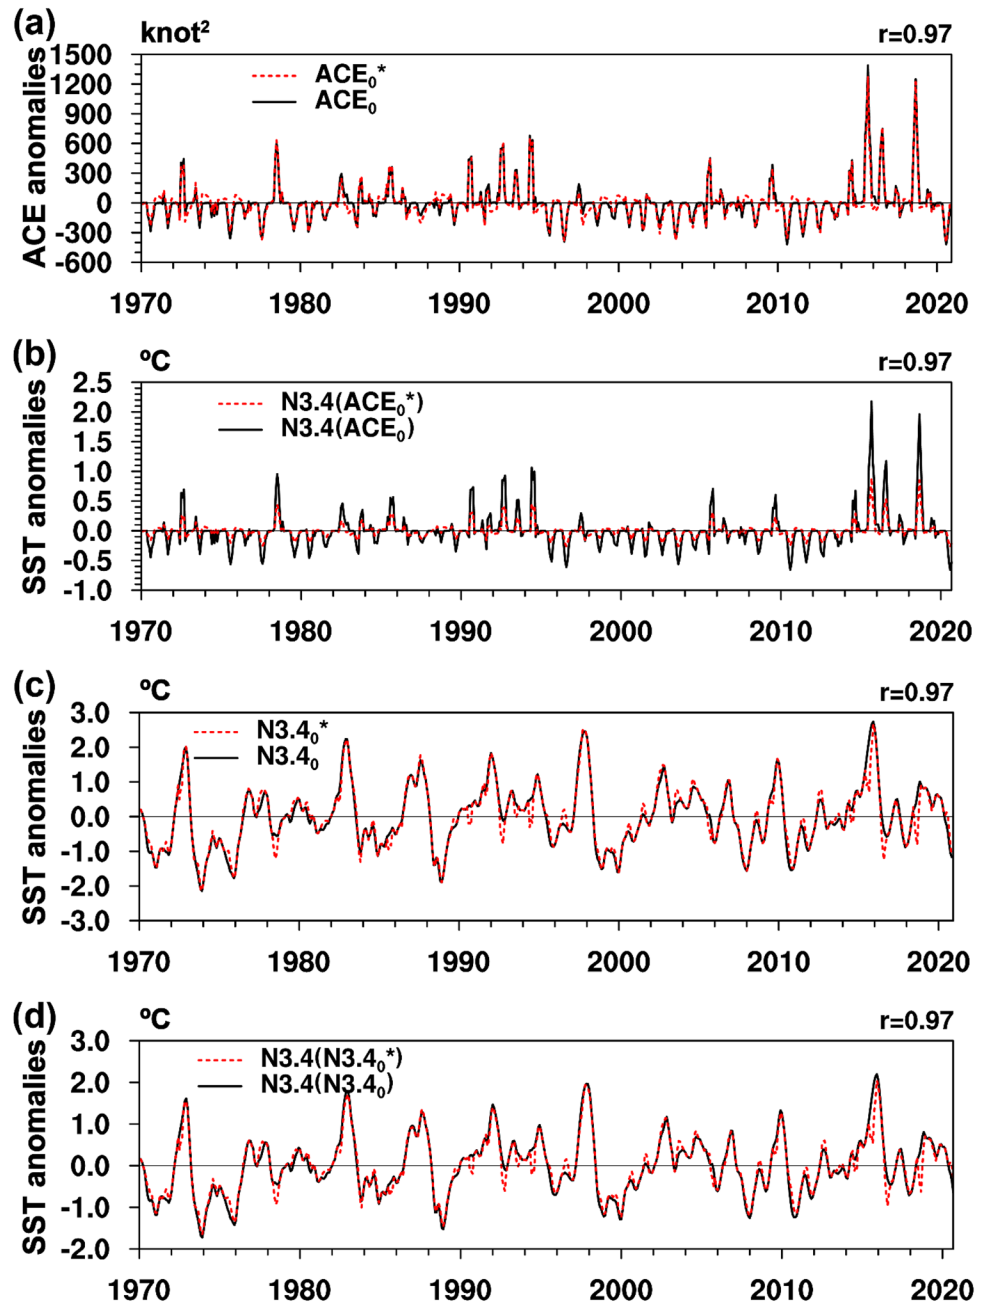 (a) knot² r=0.97
ACE anomalies
1500
1200
900
600
300
0
-300
-600
ACE₀*
ACE₀
1970 1980 1990 2000 2010 2020
(b) ºC r=0.97
SST anomalies
2.5
2.0
1.5
1.0
0.5
0.0
-0.5
-1.0
N3.4(ACE₀*)
N3.4(ACE₀)
1970 1980 1990 2000 2010 2020
(c) ºC r=0.97
SST anomalies
3.0
2.0
1.0
0.0
-1.0
-2.0
-3.0
N3.4₀*
N3.4₀
1970 1980 1990 2000 2010 2020
(d) ºC r=0.97
SST anomalies
3.0
2.0
1.0
0.0
-1.0
-2.0
N3.4(N3.4₀*)
N3.4(N3.4₀)
1970 1980 1990 2000 2010 2020